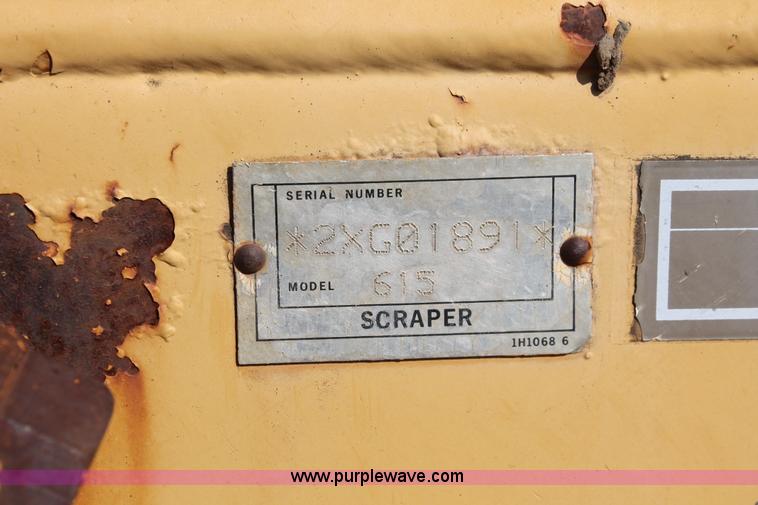 SERIAL NUMBER
*2XG01891*
MODEL 615
SCRAPER
1H1068 6
www.purplewave.com